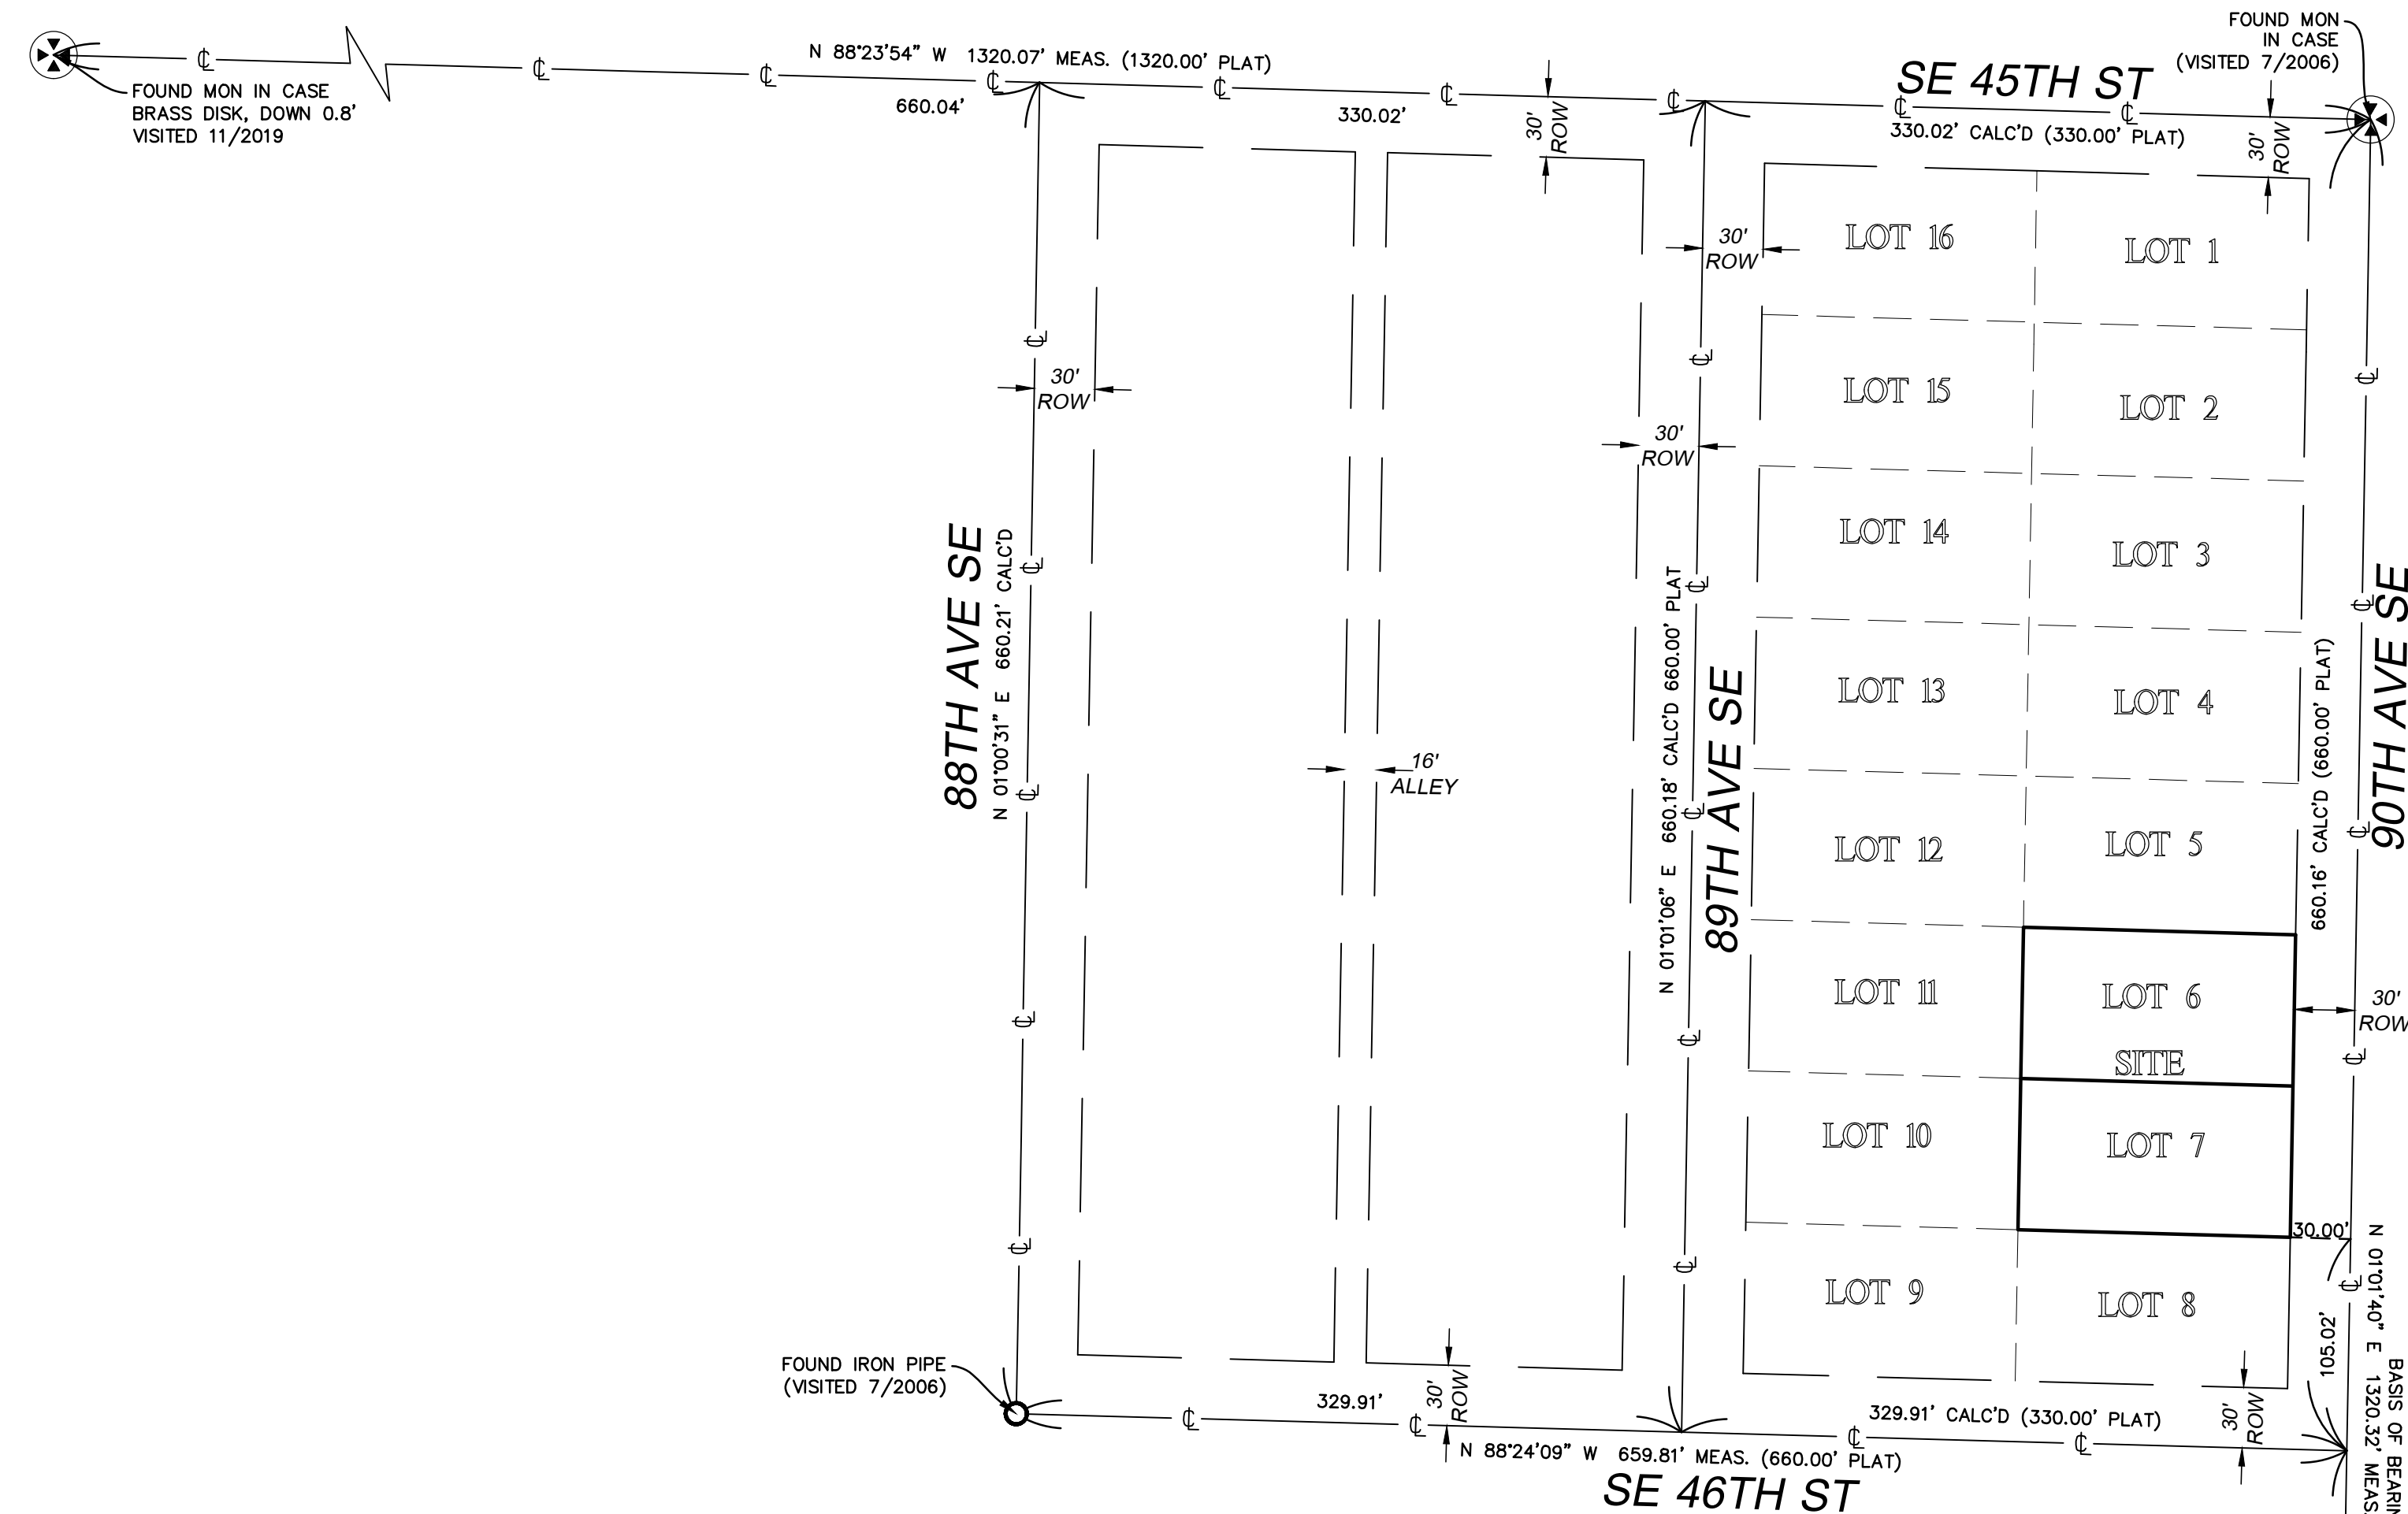 N 88°23'54" W 1320.07' MEAS. (1320.00' PLAT)
FOUND MON IN CASE
BRASS DISK, DOWN 0.8'
VISITED 11/2019
660.04'
330.02'
30'
ROW
SE 45TH ST
330.02' CALC'D (330.00' PLAT)
FOUND MON
IN CASE
(VISITED 7/2006)
30'
ROW
30'
ROW
LOT 16
LOT 1
30'
ROW
LOT 15
LOT 2
30'
ROW
LOT 14
LOT 3
88TH AVE SE
N 01°00'31" E 660.21' CALC'D
N 01°01'06" E 660.18' CALC'D 660.00' PLAT
89TH AVE SE
LOT 13
LOT 4
660.16' CALC'D (660.00' PLAT)
90TH AVE SE
16'
ALLEY
LOT 12
LOT 5
LOT 11
LOT 6
30'
ROW
SITE
LOT 10
LOT 7
30.00'
LOT 9
LOT 8
105.02'
N 01°01'40" E 1320.32' MEAS.
BASIS OF BEARIN
FOUND IRON PIPE
(VISITED 7/2006)
329.91'
30'
ROW
329.91' CALC'D (330.00' PLAT)
30'
ROW
N 88°24'09" W 659.81' MEAS. (660.00' PLAT)
SE 46TH ST